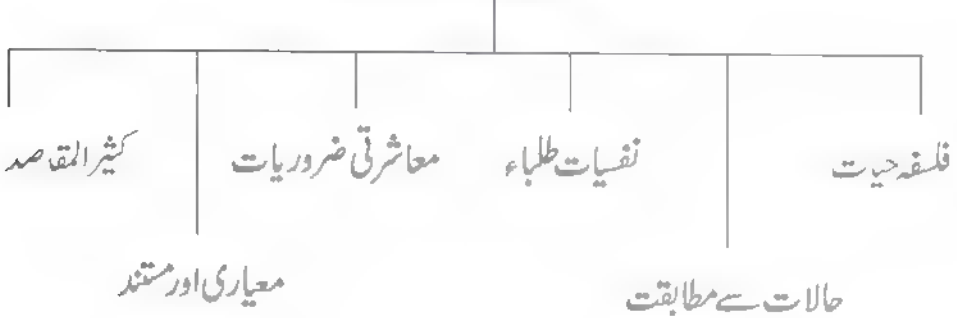 فلسفہ حیات نفسیات طلباء معاشرتی ضروریات کثیر المقاصد
حالات سے مطابقت معیاری اور مستند